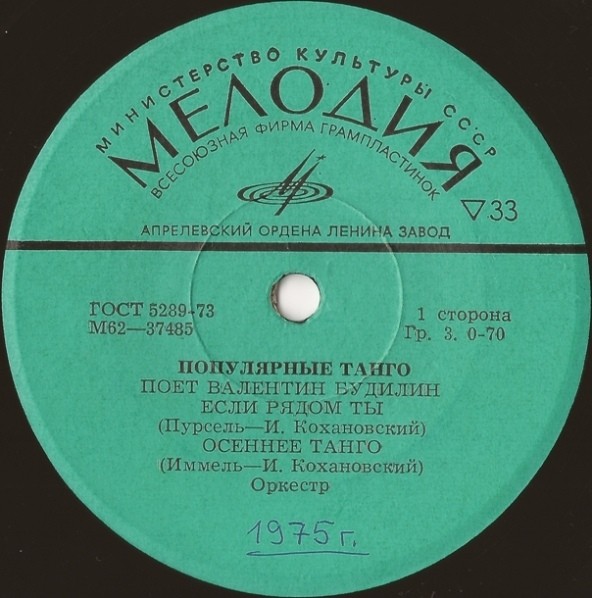 МИНИСТЕРСТВО КУЛЬТУРЫ СССР
МЕЛОДИЯ
ВСЕСОЮЗНАЯ ФИРМА ГРАМПЛАСТИНОК
▽33
АПРЕЛЕВСКИЙ ОРДЕНА ЛЕНИНА ЗАВОД
ГОСТ 5289-73
М62—37485
1 сторона
Гр. 3. 0-70
ПОПУЛЯРНЫЕ ТАНГО
ПОЕТ ВАЛЕНТИН БУДИЛИН
ЕСЛИ РЯДОМ ТЫ
(Пурсель—И. Кохановский)
ОСЕННЕЕ ТАНГО
(Иммель—И. Кохановский)
Оркестр
1975 г.